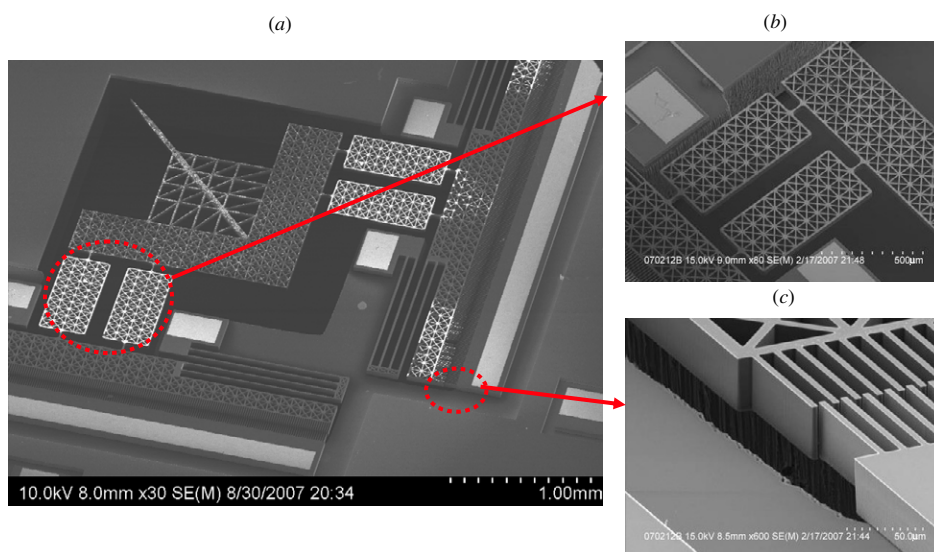 (a)
(b)
070212B 15.0kV 9.0mm x80 SE(M) 2/17/2007 21:48 500µm
(c)
10.0kV 8.0mm x30 SE(M) 8/30/2007 20:34 1.00mm
070212B 15.0kV 8.5mm x600 SE(M) 2/17/2007 21:44 50.0µm